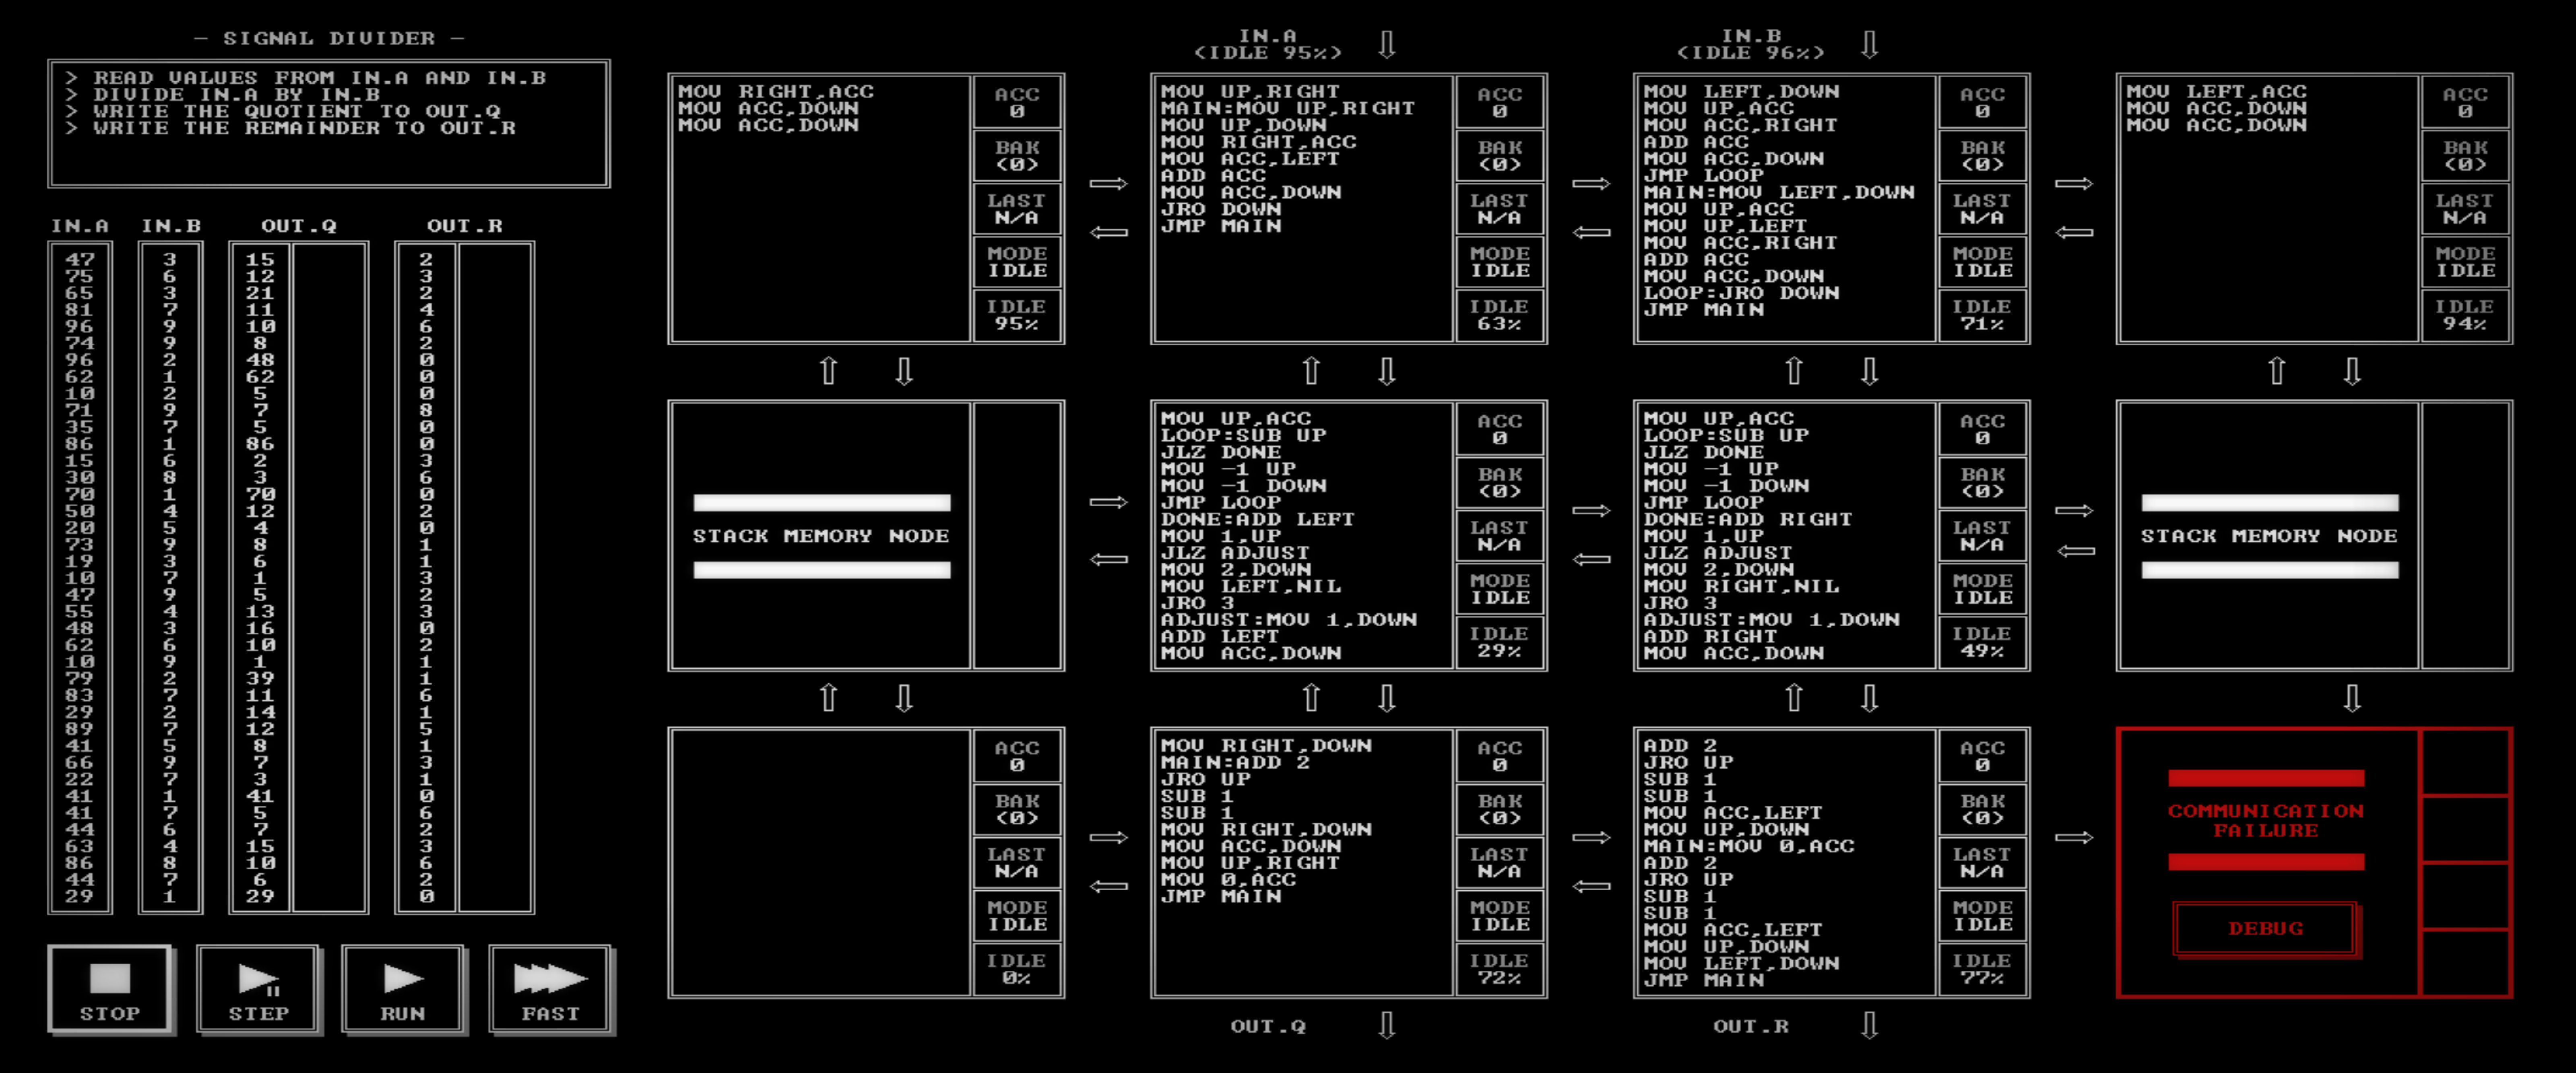 - SIGNAL DIVIDER -
> READ VALUES FROM IN.A AND IN.B
> DIVIDE IN.A BY IN.B
> WRITE THE QUOTIENT TO OUT.Q
> WRITE THE REMAINDER TO OUT.R
IN.A IN.B OUT.Q OUT.R
47 3 15 2
75 6 12 3
65 3 21 2
81 7 11 4
96 9 10 6
74 9 8 2
96 2 48 0
62 1 62 0
10 2 5 0
71 9 7 8
35 7 5 0
86 1 86 0
15 6 2 3
30 8 3 6
70 1 70 0
50 4 12 2
20 5 4 0
73 9 8 1
19 3 6 1
10 7 1 3
47 9 5 2
55 4 13 3
48 3 16 0
62 6 10 2
10 9 1 1
79 2 39 1
83 7 11 6
29 2 14 1
89 7 12 5
41 5 8 1
66 9 7 3
22 7 3 1
41 1 41 0
41 7 5 6
44 6 7 2
63 4 15 3
86 8 10 6
44 7 6 2
29 1 29 0
STOP
STEP
RUN
FAST
IN.A
(IDLE 95%)
IN.B
(IDLE 96%)
MOV RIGHT,ACC
MOV ACC,DOWN
MOV ACC,DOWN
ACC
0
BAK
(0)
LAST
N/A
MODE
IDLE
IDLE
95%
MOV UP,RIGHT
MAIN:MOV UP,RIGHT
MOV UP,DOWN
MOV RIGHT,ACC
MOV ACC,LEFT
ADD ACC
MOV ACC,DOWN
JRO DOWN
JMP MAIN
ACC
0
BAK
(0)
LAST
N/A
MODE
IDLE
IDLE
63%
MOV LEFT,DOWN
MOV UP,ACC
MOV ACC,RIGHT
ADD ACC
MOV ACC,DOWN
JMP LOOP
MAIN:MOV LEFT,DOWN
MOV UP,ACC
MOV UP,LEFT
MOV ACC,RIGHT
ADD ACC
MOV ACC,DOWN
LOOP:JRO DOWN
JMP MAIN
ACC
0
BAK
(0)
LAST
N/A
MODE
IDLE
IDLE
71%
MOV LEFT,ACC
MOV ACC,DOWN
MOV ACC,DOWN
ACC
0
BAK
(0)
LAST
N/A
MODE
IDLE
IDLE
94%
STACK MEMORY NODE
MOV UP,ACC
LOOP:SUB UP
JLZ DONE
MOV -1 UP
MOV -1 DOWN
JMP LOOP
DONE:ADD LEFT
MOV 1,UP
JLZ ADJUST
MOV 2,DOWN
MOV LEFT,NIL
JRO 3
ADJUST:MOV 1,DOWN
ADD LEFT
MOV ACC,DOWN
ACC
0
BAK
(0)
LAST
N/A
MODE
IDLE
IDLE
29%
MOV UP,ACC
LOOP:SUB UP
JLZ DONE
MOV -1 UP
MOV -1 DOWN
JMP LOOP
DONE:ADD RIGHT
MOV 1,UP
JLZ ADJUST
MOV 2,DOWN
MOV RIGHT,NIL
JRO 3
ADJUST:MOV 1,DOWN
ADD RIGHT
MOV ACC,DOWN
ACC
0
BAK
(0)
LAST
N/A
MODE
IDLE
IDLE
49%
STACK MEMORY NODE
ACC
0
BAK
(0)
LAST
N/A
MODE
IDLE
IDLE
0%
MOV RIGHT,DOWN
MAIN:ADD 2
JRO UP
SUB 1
SUB 1
MOV RIGHT,DOWN
MOV ACC,DOWN
MOV UP,RIGHT
MOV 0,ACC
JMP MAIN
ACC
0
BAK
(0)
LAST
N/A
MODE
IDLE
IDLE
72%
ADD 2
JRO UP
SUB 1
SUB 1
MOV ACC,LEFT
MOV UP,DOWN
MAIN:MOV 0,ACC
ADD 2
JRO UP
SUB 1
SUB 1
MOV ACC,LEFT
MOV UP,DOWN
MOV LEFT,DOWN
JMP MAIN
ACC
0
BAK
(0)
LAST
N/A
MODE
IDLE
IDLE
77%
COMMUNICATION
FAILURE
DEBUG
OUT.Q
OUT.R